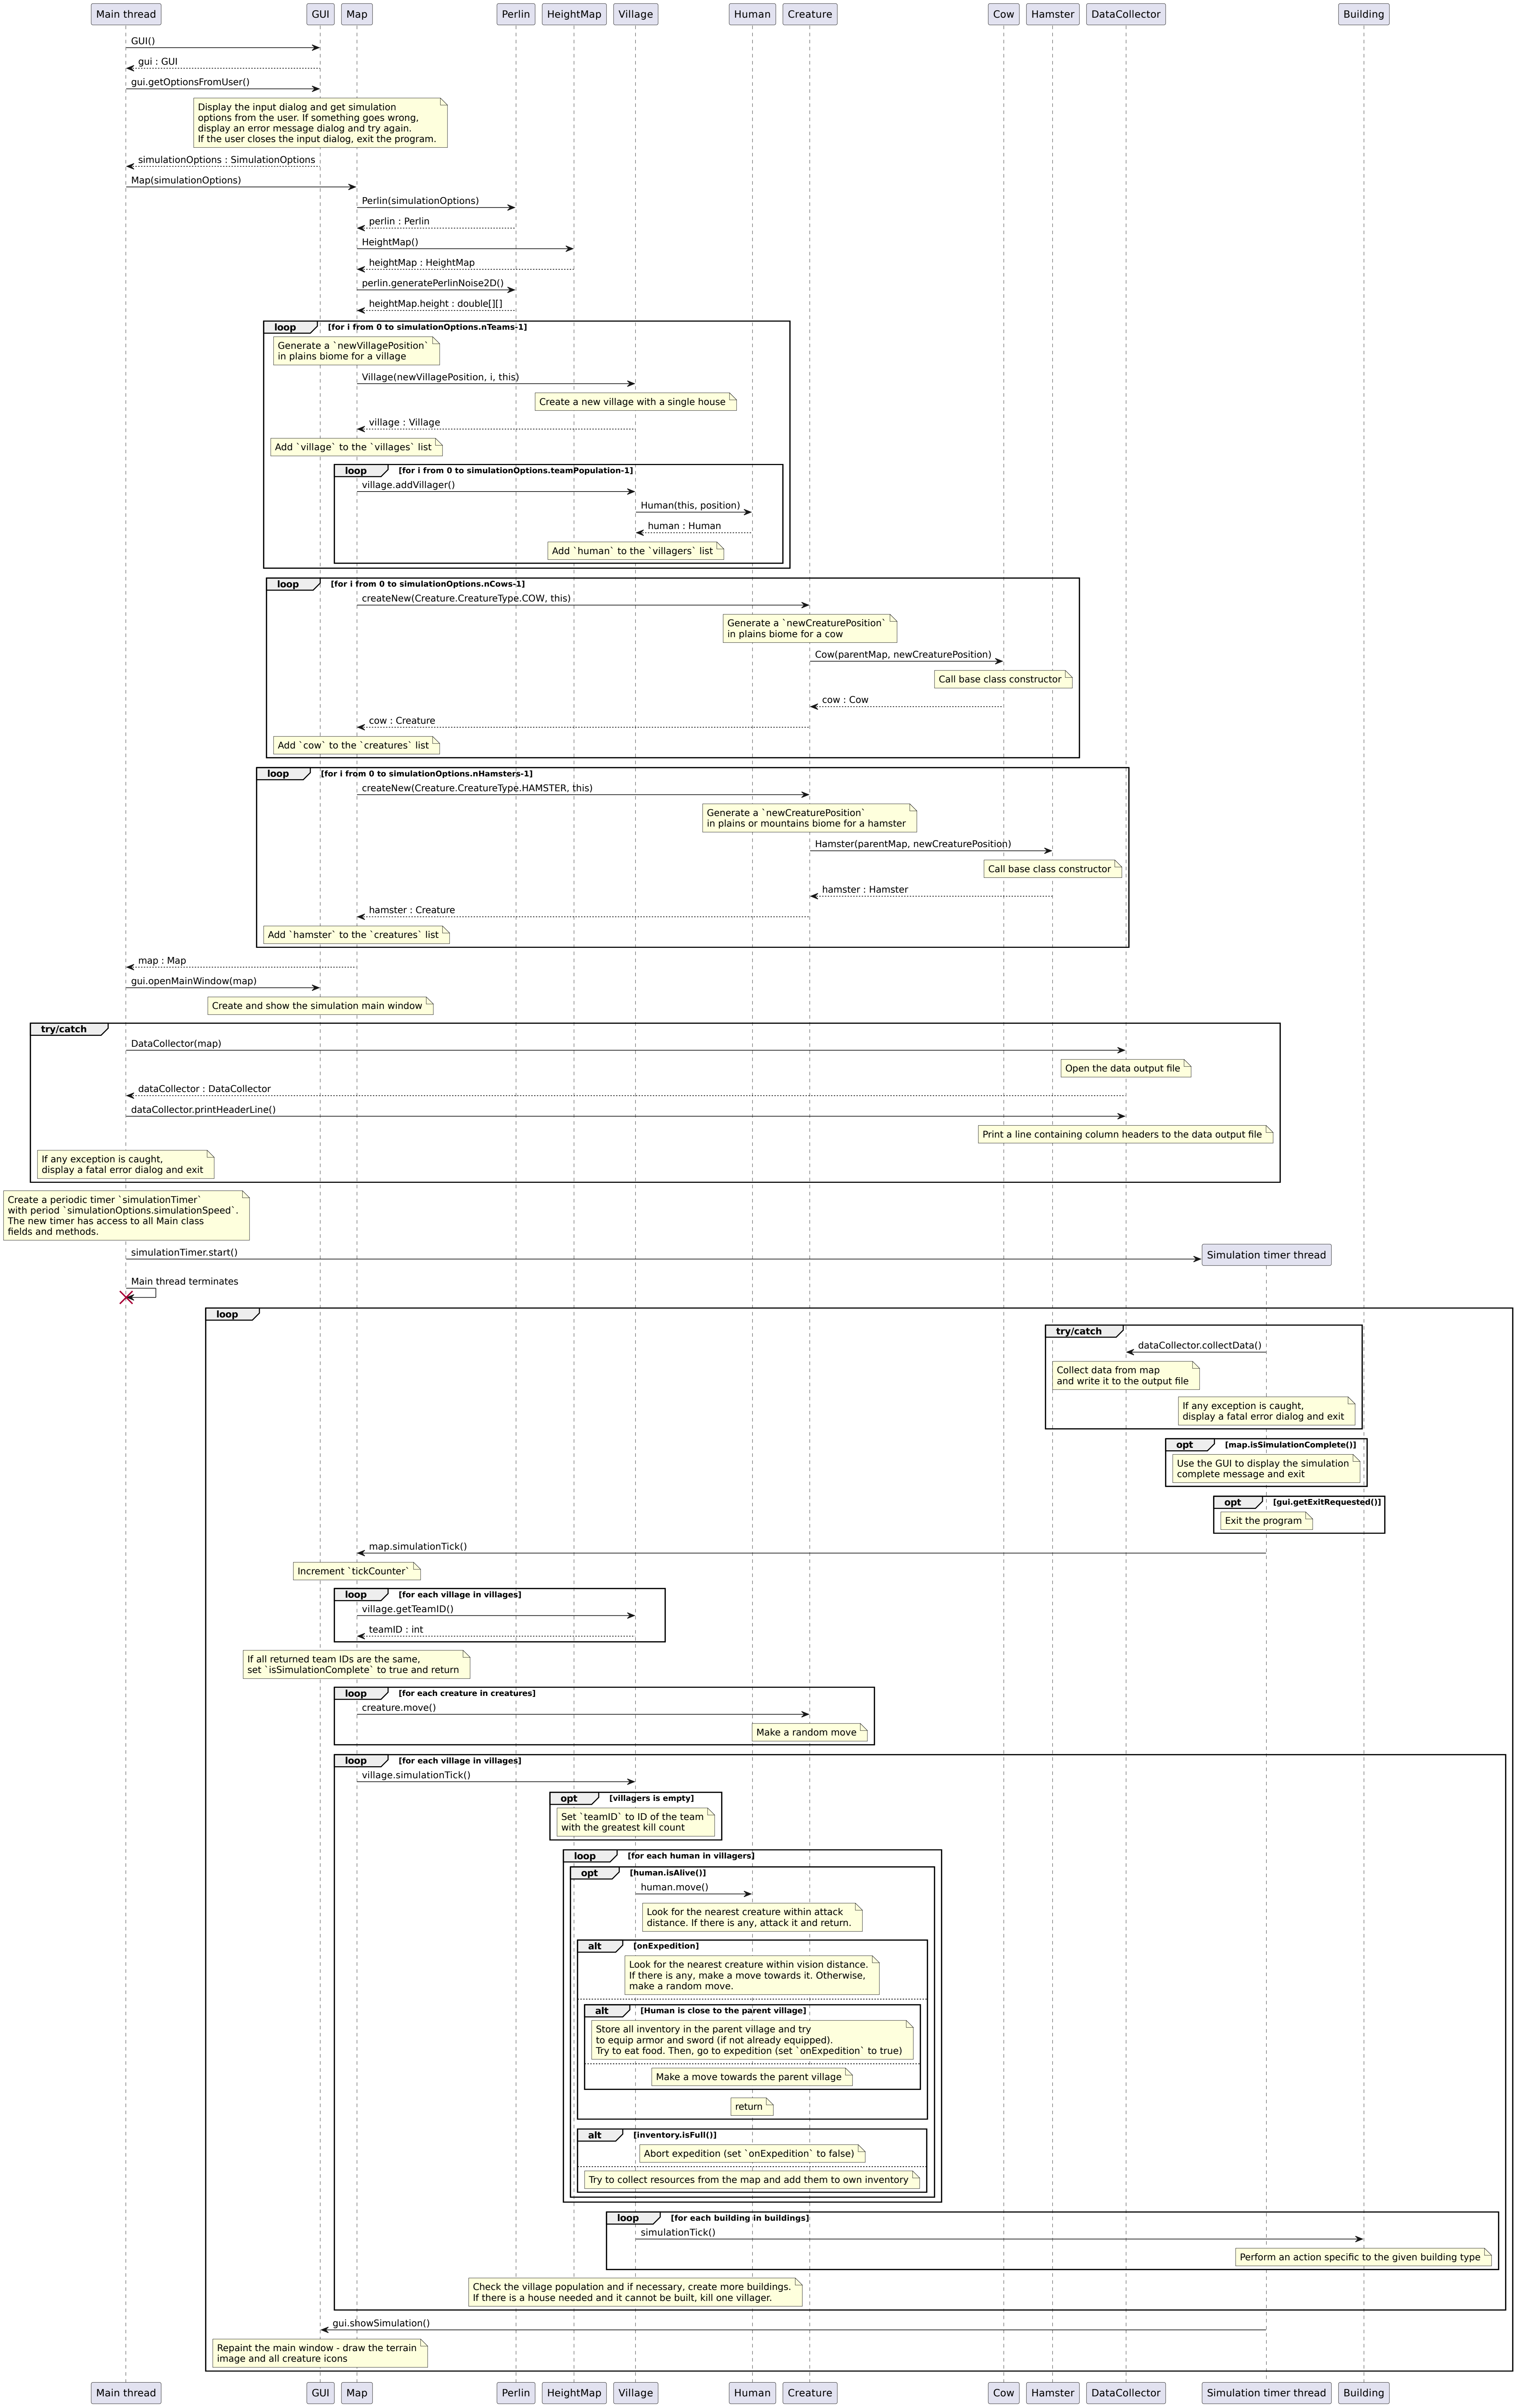 Main thread
GUI
Map
Perlin
HeightMap
Village
Human
Creature
Cow
Hamster
DataCollector
Building
GUI()
gui : GUI
gui.getOptionsFromUser()
Display the input dialog and get simulation
options from the user. If something goes wrong,
display an error message dialog and try again.
If the user closes the input dialog, exit the program.
simulationOptions : SimulationOptions
Map(simulationOptions)
Perlin(simulationOptions)
perlin : Perlin
HeightMap()
heightMap : HeightMap
perlin.generatePerlinNoise2D()
heightMap.height : double[][]
loop [for i from 0 to simulationOptions.nTeams-1]
Generate a `newVillagePosition`
in plains biome for a village
Village(newVillagePosition, i, this)
Create a new village with a single house
village : Village
Add `village` to the `villages` list
loop [for i from 0 to simulationOptions.teamPopulation-1]
village.addVillager()
Human(this, position)
human : Human
Add `human` to the `villagers` list
loop [for i from 0 to simulationOptions.nCows-1]
createNew(Creature.CreatureType.COW, this)
Generate a `newCreaturePosition`
in plains biome for a cow
Cow(parentMap, newCreaturePosition)
Call base class constructor
cow : Cow
cow : Creature
Add `cow` to the `creatures` list
loop [for i from 0 to simulationOptions.nHamsters-1]
createNew(Creature.CreatureType.HAMSTER, this)
Generate a `newCreaturePosition`
in plains or mountains biome for a hamster
Hamster(parentMap, newCreaturePosition)
Call base class constructor
hamster : Hamster
hamster : Creature
Add `hamster` to the `creatures` list
map : Map
gui.openMainWindow(map)
Create and show the simulation main window
try/catch
DataCollector(map)
Open the data output file
dataCollector : DataCollector
dataCollector.printHeaderLine()
Print a line containing column headers to the data output file
If any exception is caught,
display a fatal error dialog and exit
Create a periodic timer `simulationTimer`
with period `simulationOptions.simulationSpeed`.
The new timer has access to all Main class
fields and methods.
simulationTimer.start()
Simulation timer thread
Main thread terminates
loop
try/catch
dataCollector.collectData()
Collect data from map
and write it to the output file
If any exception is caught,
display a fatal error dialog and exit
opt [map.isSimulationComplete()]
Use the GUI to display the simulation
complete message and exit
opt [gui.getExitRequested()]
Exit the program
map.simulationTick()
Increment `tickCounter`
loop [for each village in villages]
village.getTeamID()
teamID : int
If all returned team IDs are the same,
set `isSimulationComplete` to true and return
loop [for each creature in creatures]
creature.move()
Make a random move
loop [for each village in villages]
village.simulationTick()
opt [villagers is empty]
Set `teamID` to ID of the team
with the greatest kill count
loop [for each human in villagers]
opt [human.isAlive()]
human.move()
Look for the nearest creature within attack
distance. If there is any, attack it and return.
alt [onExpedition]
Look for the nearest creature within vision distance.
If there is any, make a move towards it. Otherwise,
make a random move.
alt [Human is close to the parent village]
Store all inventory in the parent village and try
to equip armor and sword (if not already equipped).
Try to eat food. Then, go to expedition (set `onExpedition` to true)
Make a move towards the parent village
return
alt [inventory.isFull()]
Abort expedition (set `onExpedition` to false)
Try to collect resources from the map and add them to own inventory
loop [for each building in buildings]
simulationTick()
Perform an action specific to the given building type
Check the village population and if necessary, create more buildings.
If there is a house needed and it cannot be built, kill one villager.
gui.showSimulation()
Repaint the main window - draw the terrain
image and all creature icons
Main thread
GUI
Map
Perlin
HeightMap
Village
Human
Creature
Cow
Hamster
DataCollector
Simulation timer thread
Building